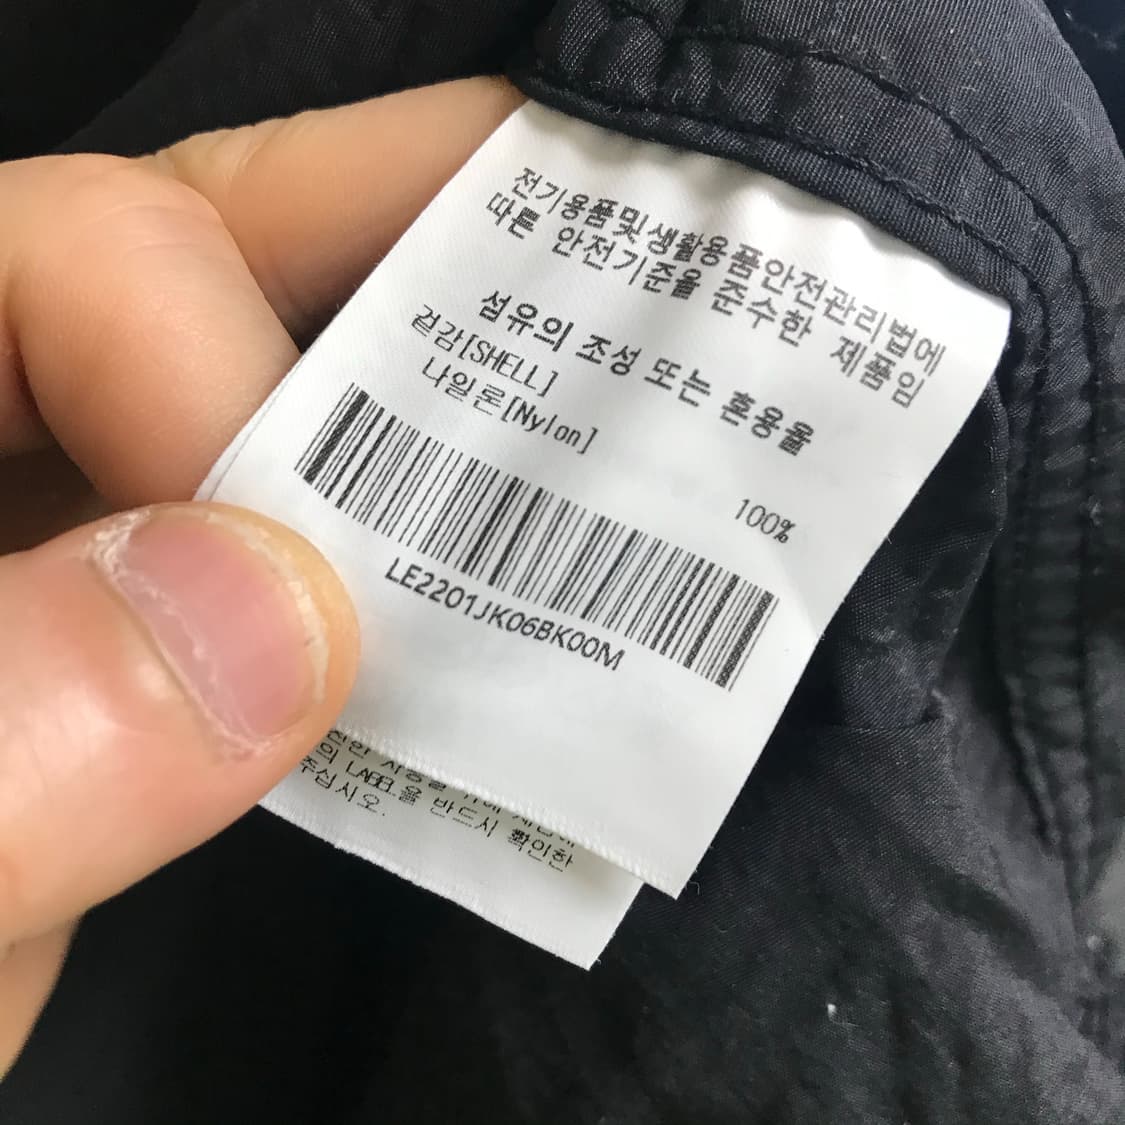 전기용품및생활용품안전관리법에
따른 안전기준을 준수한 제품임
섬유의 조성 또는 혼용율
겉감[SHELL]
나일론[Nylon]
100%
LE2201JK06BK00M
의 LABEL을 반드시 확인한
주십시오.